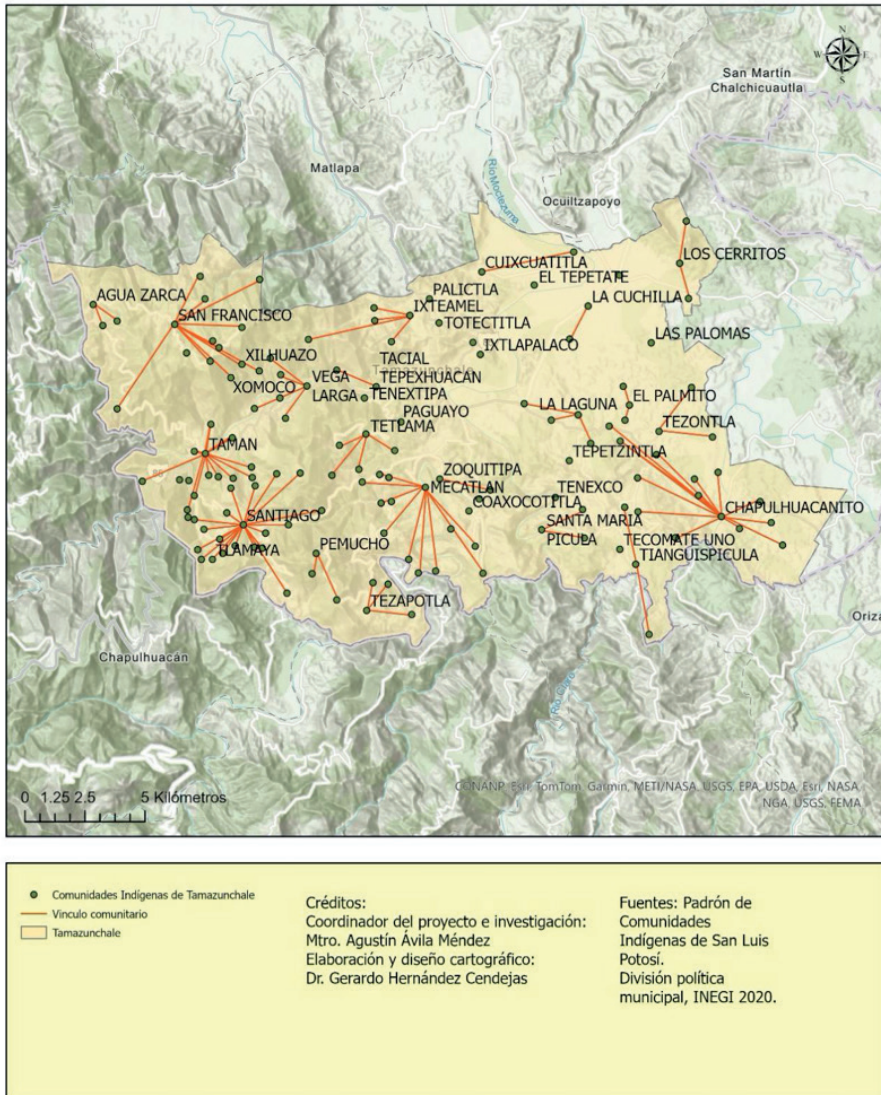 N
W E
S
San Martín
Chalchicuautla
Matlapa
Río Moctezuma
Ocuiltzapoyo
CUIXCUATITLA
LOS CERRITOS
EL TEPETATE
AGUA ZARCA
PALICTLA
LA CUCHILLA
SAN FRANCISCO
IXTEAMEL
TOTECTITLA
LAS PALOMAS
IXTLAPALACO
XILHUAZO
TACIAL
Tamazunchale
XOMOCO
VEGA
LARGA
TEPEXHUACAN
TENEXTIPA
EL PALMITO
LA LAGUNA
PAGUAYO
TETLAMA
TEZONTLA
TAMAN
TEPETZINTLA
85
ZOQUITIPA
MECATLAN
TENEXCO
COAXOCOTITLA
CHAPULHUACANITO
SANTIAGO
SANTA MARIA
PICULA
TECOMATE UNO
TLAMAYA
PEMUCHO
TIANGUISPICULA
TEZAPOTLA
Oriza
Chapulhuacán
Río Claro
CONANP, Esri, TomTom, Garmin, METI/NASA, USGS, EPA, USDA, Esri, NASA,
NGA, USGS, FEMA
0 1.25 2.5 5 Kilómetros
Comunidades Indígenas de Tamazunchale
Vinculo comunitario
Tamazunchale
Créditos:
Coordinador del proyecto e investigación:
Mtro. Agustín Ávila Méndez
Elaboración y diseño cartográfico:
Dr. Gerardo Hernández Cendejas
Fuentes: Padrón de
Comunidades
Indígenas de San Luis
Potosí.
División política
municipal, INEGI 2020.